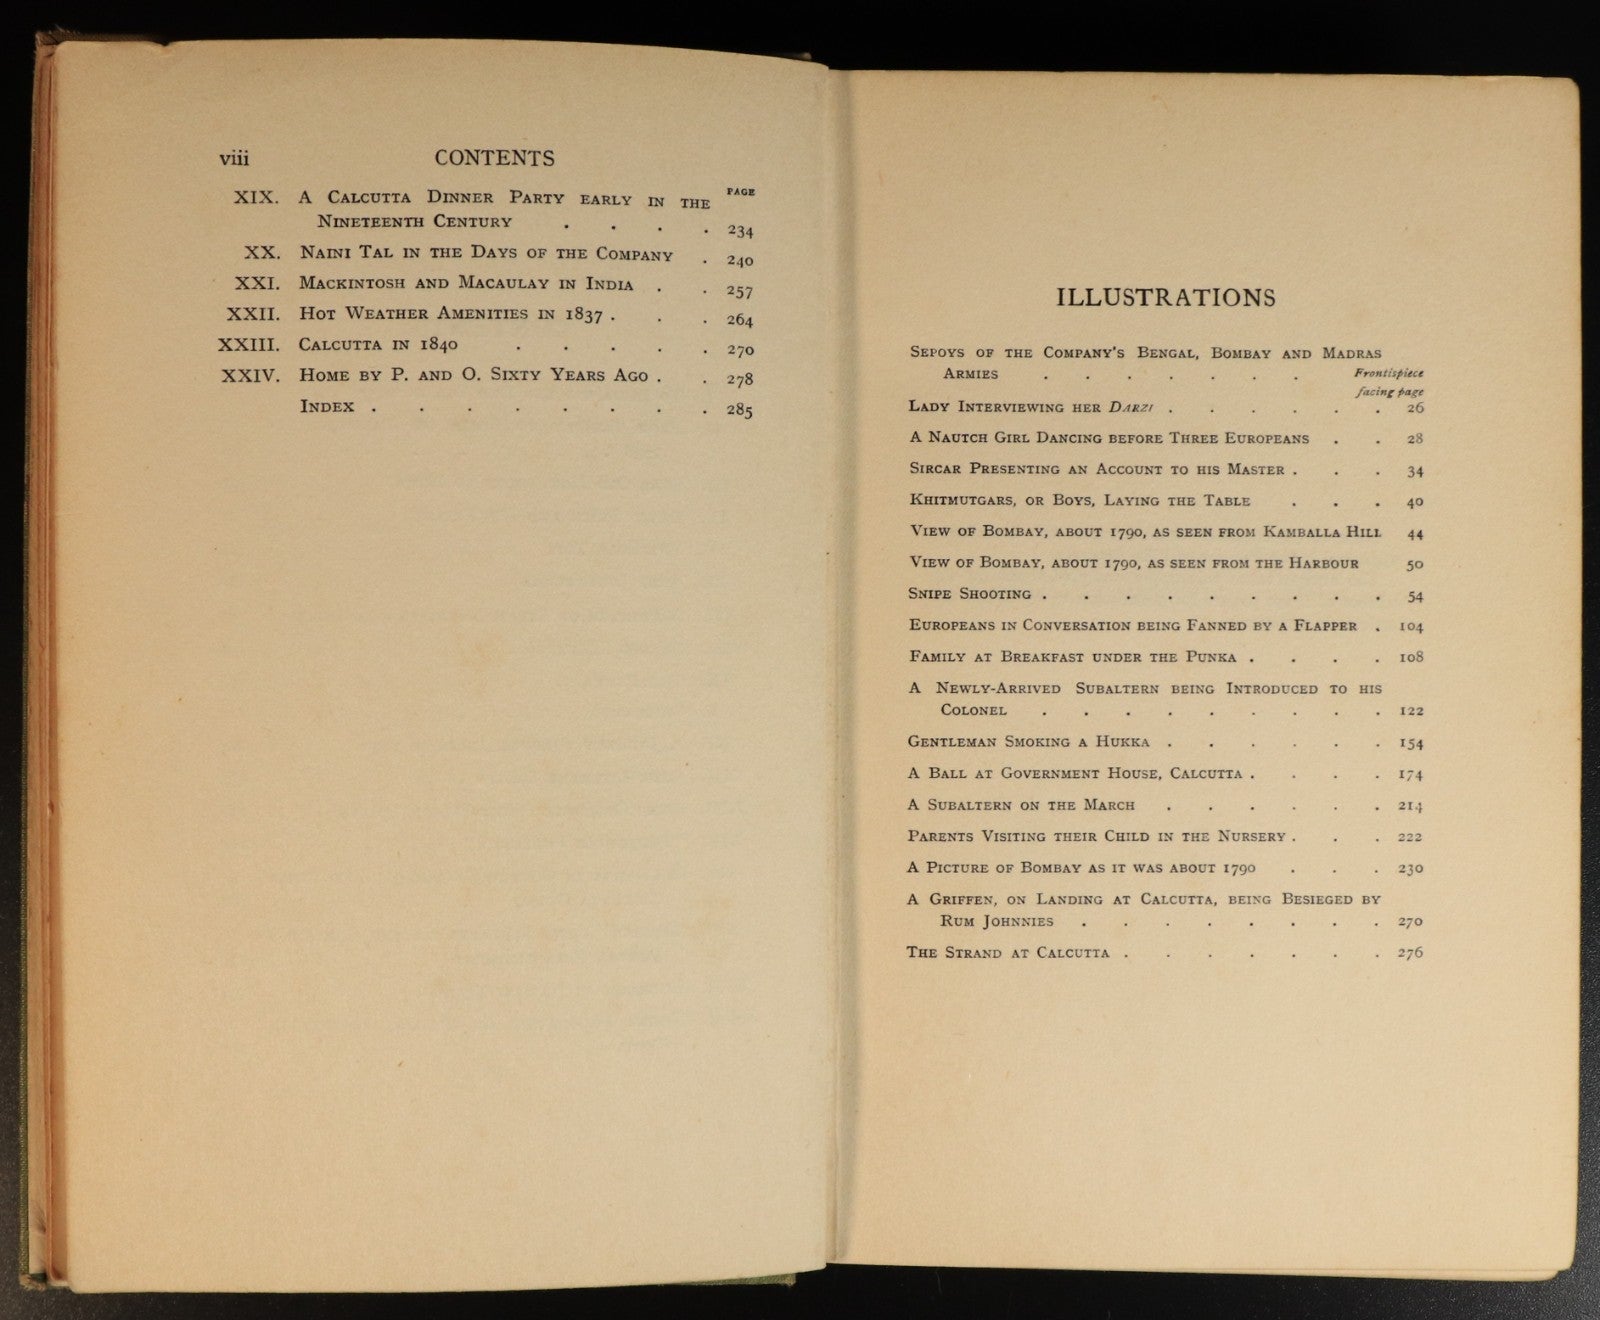 viii CONTENTS
PAGE
XIX. A Calcutta Dinner Party early in the
Nineteenth Century . . . . 234
XX. Naini Tal in the Days of the Company . 240
XXI. Mackintosh and Macaulay in India . . 257
XXII. Hot Weather Amenities in 1837 . . . 264
XXIII. Calcutta in 1840 . . . . . 270
XXIV. Home by P. and O. Sixty Years Ago . . 278
Index . . . . . . . . 285
ILLUSTRATIONS
Sepoys of the Company's Bengal, Bombay and Madras
Armies . . . . . . . Frontispiece
facing page
Lady Interviewing her Darzi . . . . . . 26
A Nautch Girl Dancing before Three Europeans . . 28
Sircar Presenting an Account to his Master . . . 34
Khitmutgars, or Boys, Laying the Table . . . 40
View of Bombay, about 1790, as seen from Kamballa Hill 44
View of Bombay, about 1790, as seen from the Harbour 50
Snipe Shooting . . . . . . . . . 54
Europeans in Conversation being Fanned by a Flapper . 104
Family at Breakfast under the Punka . . . . 108
A Newly-Arrived Subaltern being Introduced to his
Colonel . . . . . . . . . 122
Gentleman Smoking a Hukka . . . . . . 154
A Ball at Government House, Calcutta . . . . 174
A Subaltern on the March . . . . . . 214
Parents Visiting their Child in the Nursery . . . 222
A Picture of Bombay as it was about 1790 . . . 230
A Griffen, on Landing at Calcutta, being Besieged by
Rum Johnnies . . . . . . . . 270
The Strand at Calcutta . . . . . . . 276